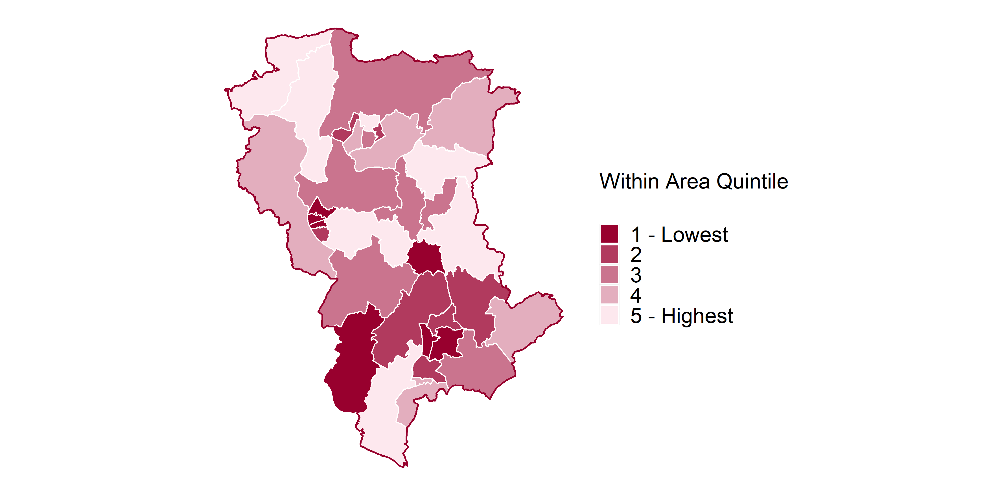 Within Area Quintile
1 - Lowest
2
3
4
5 - Highest